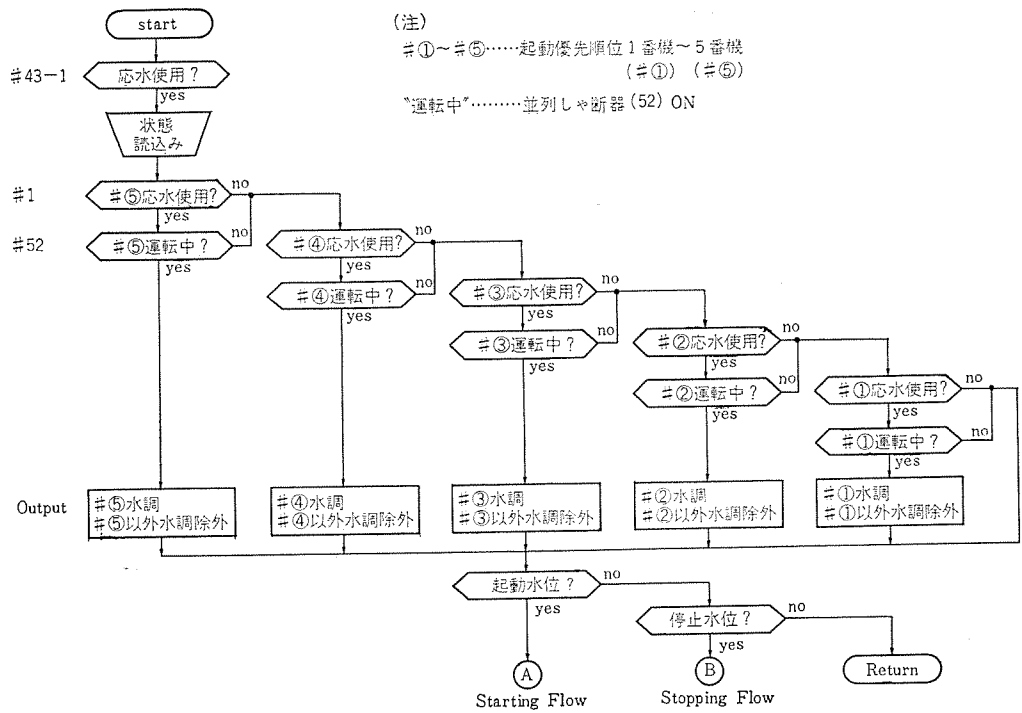 start
(注)
#①~#⑤……起動優先順位1番機~5番機
(#①) (#⑤)
"運転中"………並列しゃ断器(52) ON
#43-1
応水使用?
yes
状態
読込み
#1
#⑤応水使用?
no
yes
#52
#⑤運転中?
no
yes
#④応水使用?
no
yes
#④運転中?
no
yes
#③応水使用?
no
yes
#③運転中?
no
yes
#②応水使用?
no
yes
#②運転中?
no
yes
#①応水使用?
no
yes
#①運転中?
no
yes
Output
#⑤水調
#⑤以外水調除外
#④水調
#④以外水調除外
#③水調
#③以外水調除外
#②水調
#②以外水調除外
#①水調
#①以外水調除外
起動水位?
no
yes
停止水位?
no
yes
A
Starting Flow
B
Stopping Flow
Return